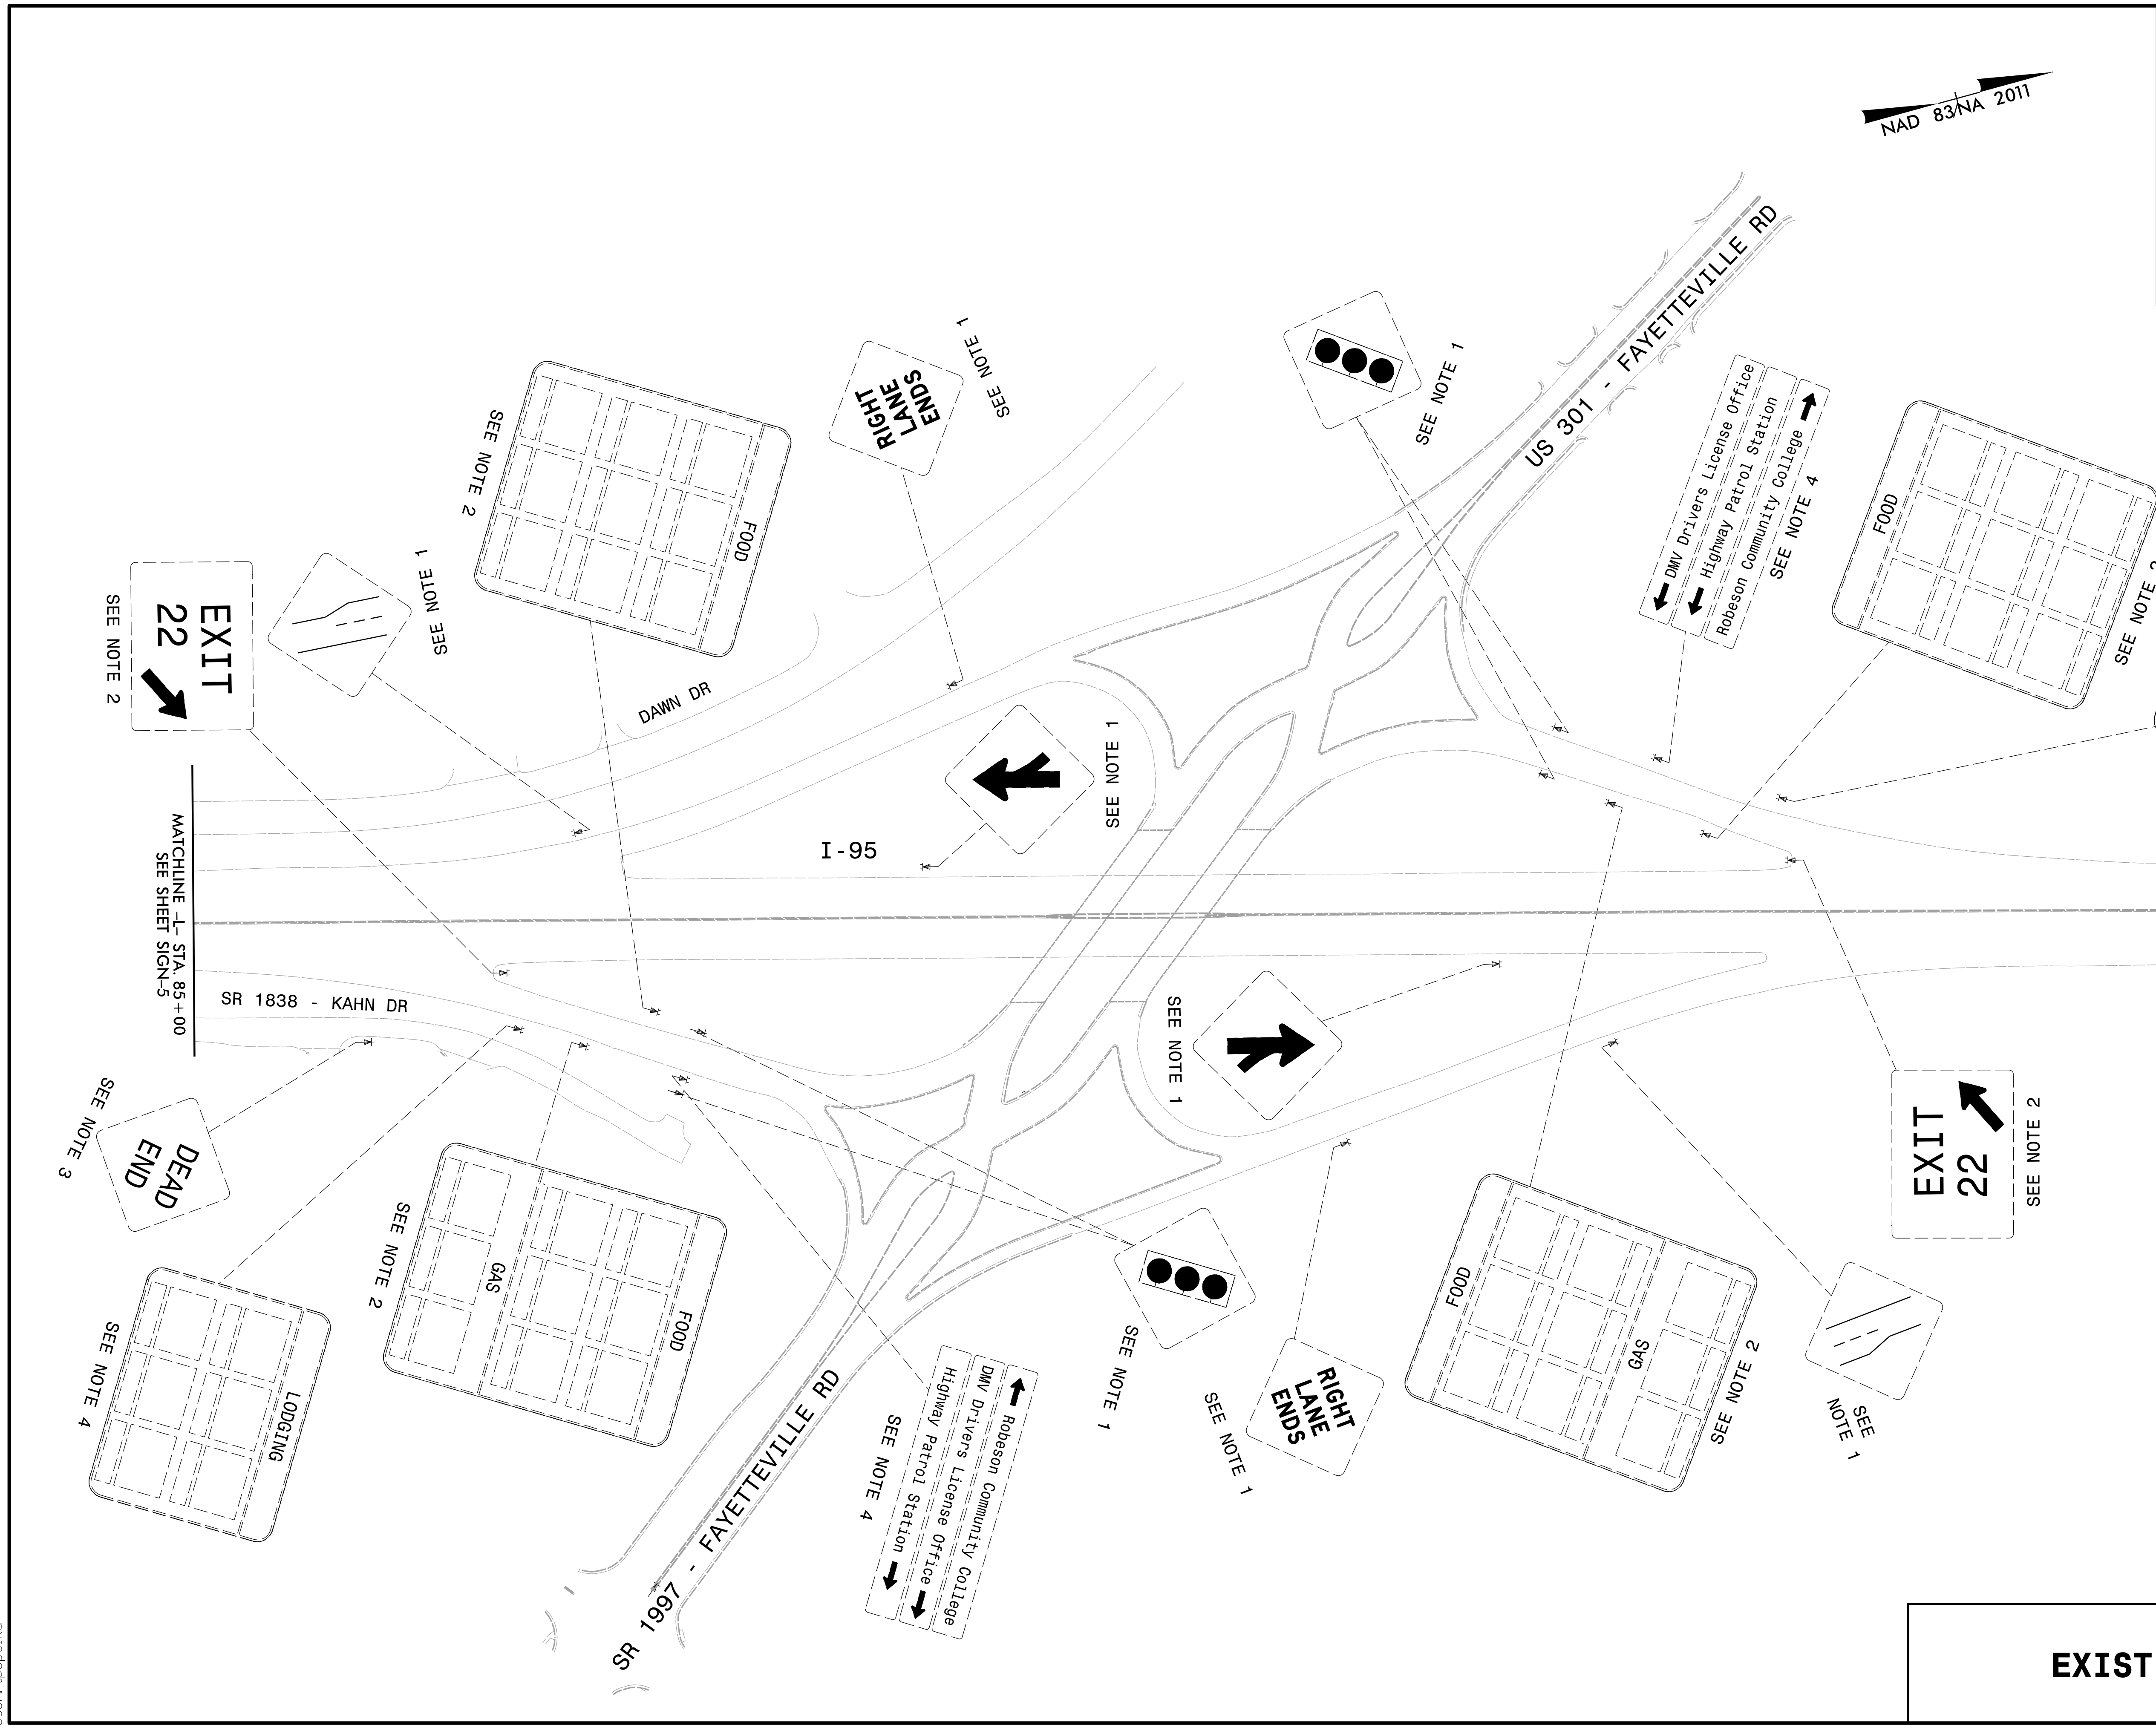 NAD 83/NA 2011
US 301 - FAYETTEVILLE RD
SEE NOTE 1
RIGHT
LANE
ENDS
SEE NOTE 1
FOOD
SEE NOTE 2
DMV Drivers License Office
Highway Patrol Station
Robeson Community College
SEE NOTE 4
FOOD
SEE NOTE
EXIT
22
SEE NOTE 2
SEE NOTE 1
DAWN DR
SEE NOTE 1
I-95
MATCHLINE -L- STA. 85+00
SEE SHEET SIGN-5
SR 1838 - KAHN DR
SEE NOTE 1
DEAD
END
SEE NOTE 3
EXIT
22
SEE NOTE 2
FOOD
GAS
SEE NOTE 2
LODGING
SEE NOTE 4
SEE NOTE 1
RIGHT
LANE
ENDS
SEE NOTE 1
FOOD
GAS
SEE NOTE 2
SEE
NOTE 1
Robeson Community College
DMV Drivers License Office
Highway Patrol Station
SEE NOTE 4
SR 1997 - FAYETTEVILLE RD
EXIST